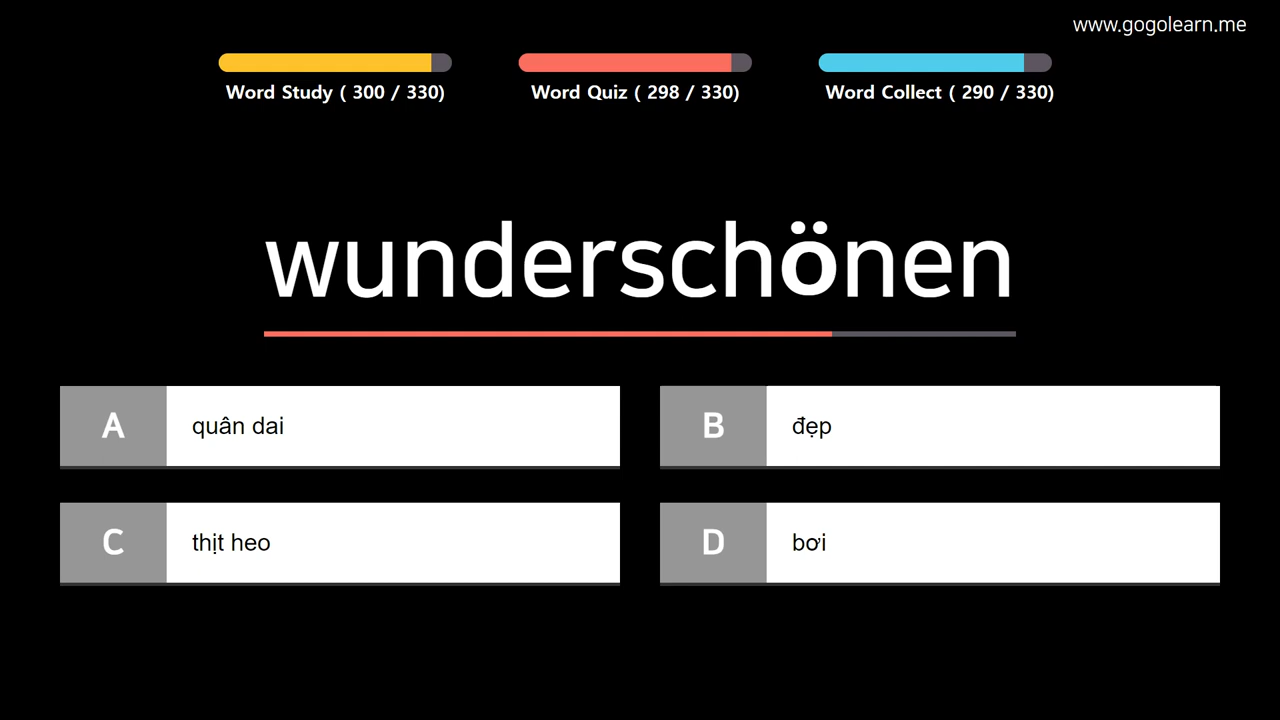 www.gogolearn.me
Word Study ( 300 / 330)
Word Quiz ( 298 / 330)
Word Collect ( 290 / 330)
wunderschönen
A quân dai
B đẹp
C thịt heo
D bơi